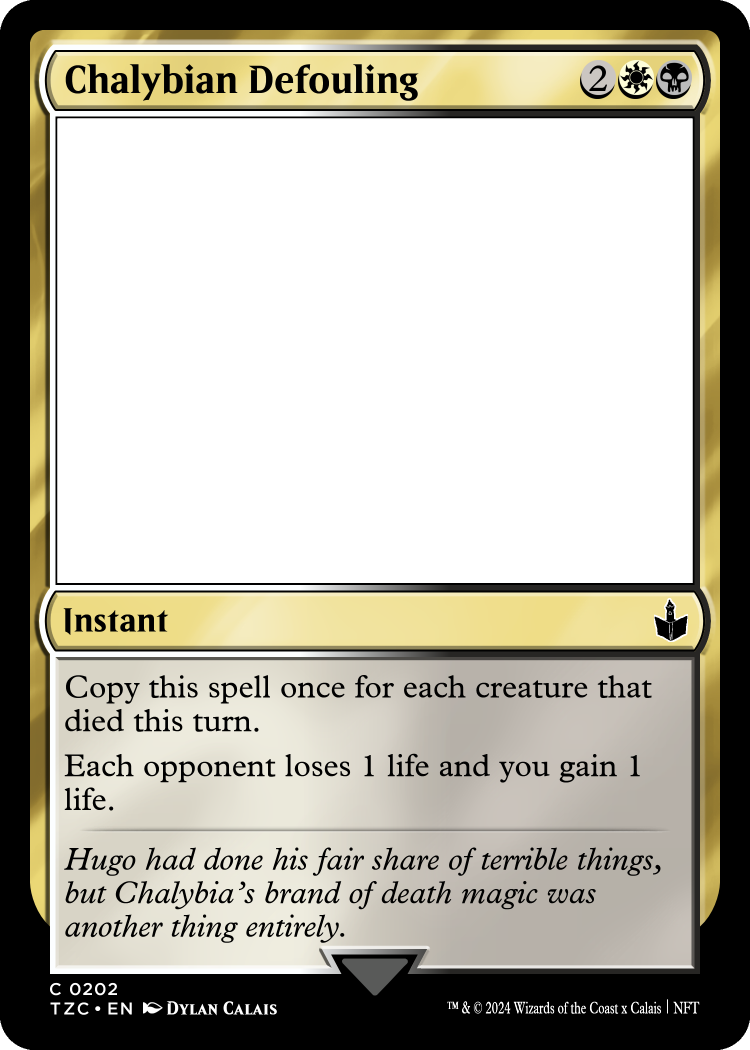 Chalybian Defouling 2
Instant
Copy this spell once for each creature that
died this turn.
Each opponent loses 1 life and you gain 1
life.
Hugo had done his fair share of terrible things,
but Chalybia's brand of death magic was
another thing entirely.
C 0202
TZC • EN Dylan Calais
™ & © 2024 Wizards of the Coast x Calais | NFT